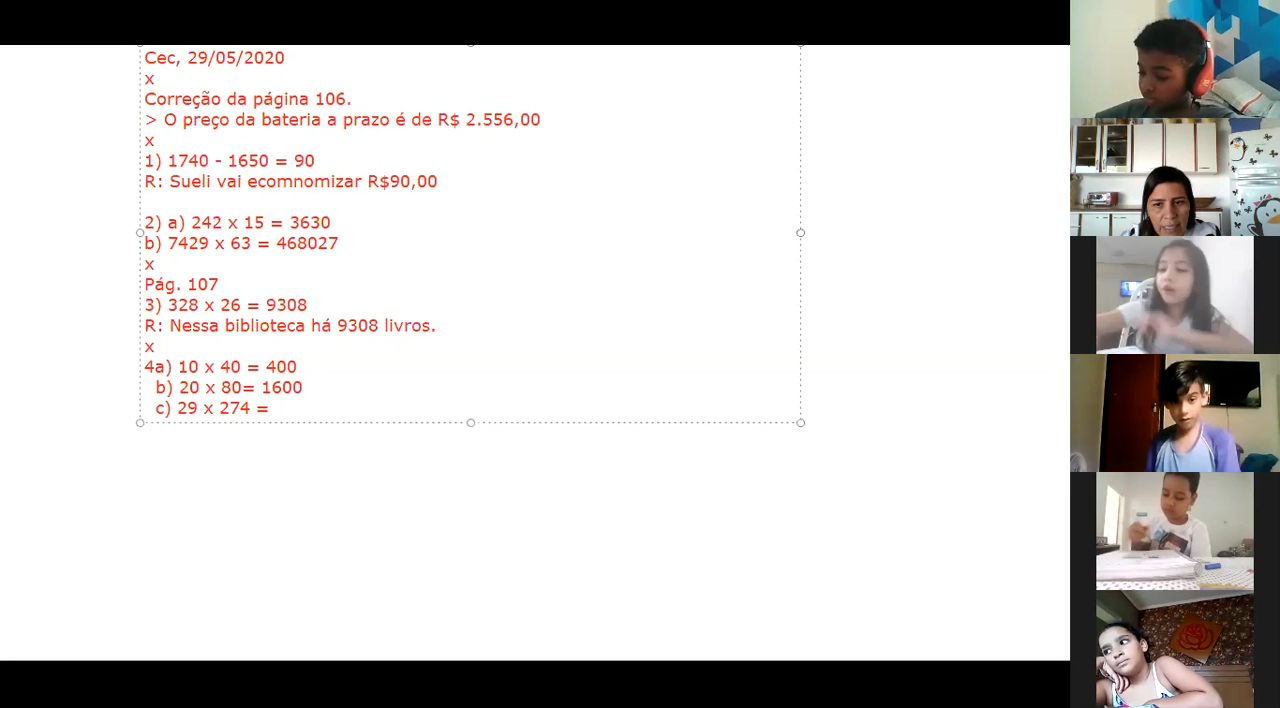 Cec, 29/05/2020
x
Correção da página 106.
> O preço da bateria a prazo é de R$ 2.556,00
x
1) 1740 - 1650 = 90
R: Sueli vai ecomnomizar R$90,00
2) a) 242 x 15 = 3630
b) 7429 x 63 = 468027
x
Pág. 107
3) 328 x 26 = 9308
R: Nessa biblioteca há 9308 livros.
x
4a) 10 x 40 = 400
b) 20 x 80= 1600
c) 29 x 274 =